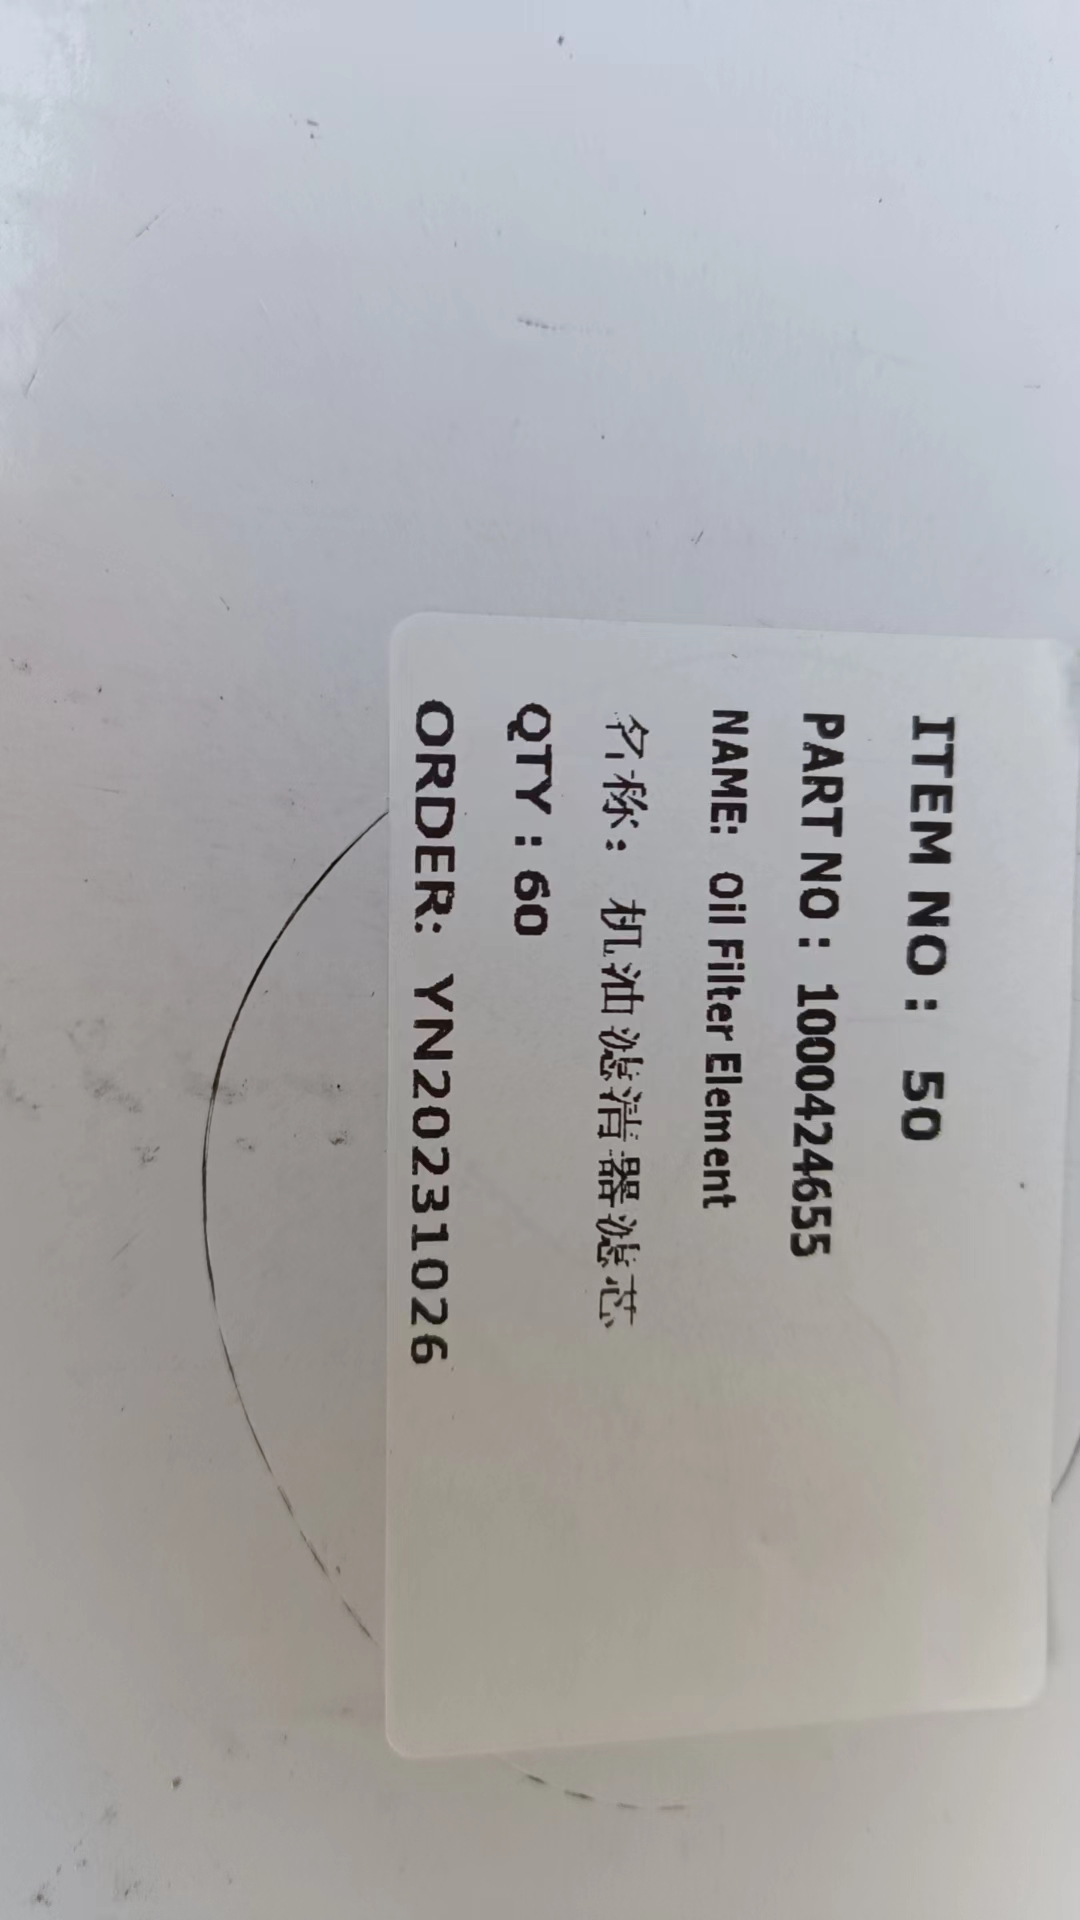 ITEM NO： 50
PART NO：1000424655
NAME： Oil Filter Element
名称： 机油滤清器滤芯
QTY：60
ORDER： YN20231026